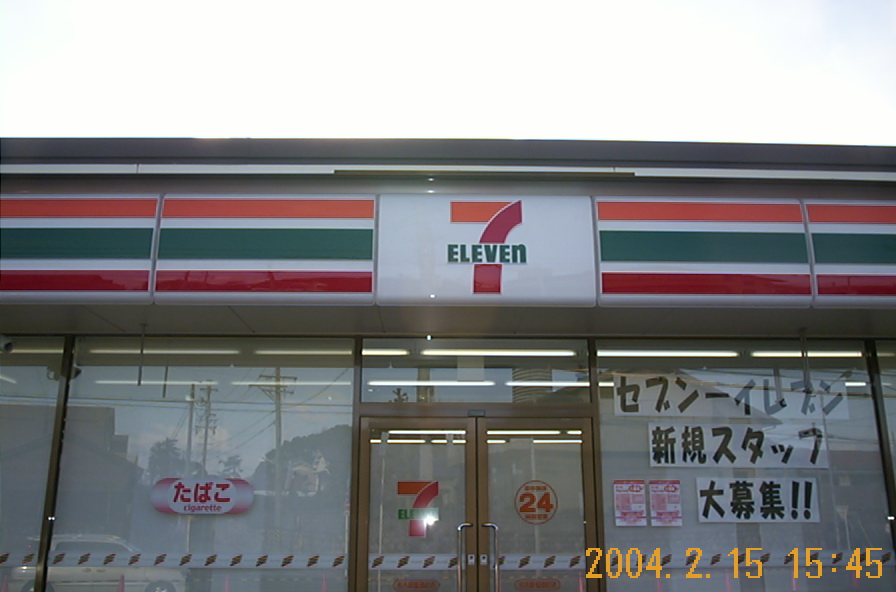 7
ELEVEn
セブンーイレブン
新規スタッフ
大募集!!
たばこ
cigarette
7
ELEVEn
24
2004. 2. 15 15:45